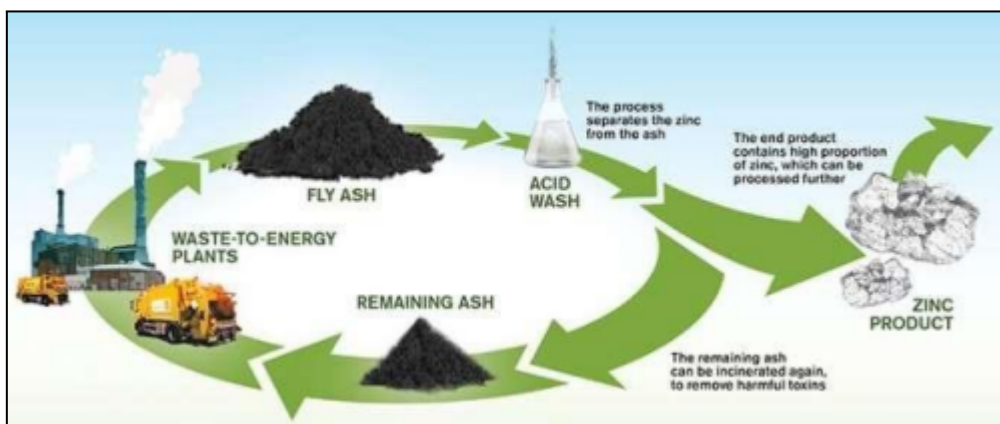 The process
separates the zinc
from the ash
The end product
contains high proportion
of zinc, which can be
processed further
FLY ASH
ACID
WASH
WASTE-TO-ENERGY
PLANTS
REMAINING ASH
ZINC
PRODUCT
The remaining ash
can be incinerated again,
to remove harmful toxins